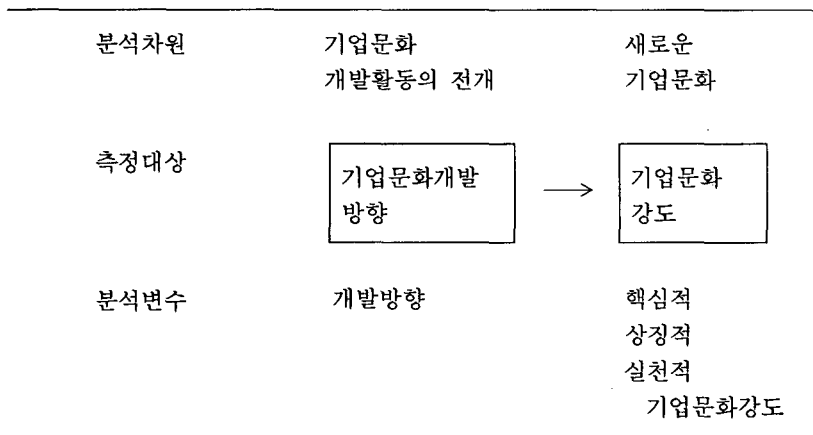 분석차원 기업문화 새로운
개발활동의 전개 기업문화
측정대상 기업문화개발 → 기업문화
방향 강도
분석변수 개발방향 핵심적
상징적
실천적
기업문화강도